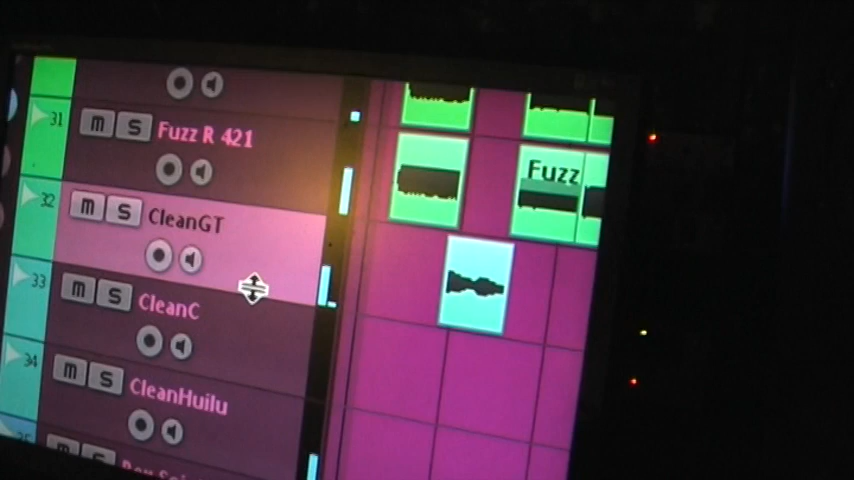 31
m S Fuzz R 421
Fuzz
32
m S CleanGT
33
m S CleanC
34
m S CleanHuilu
m S